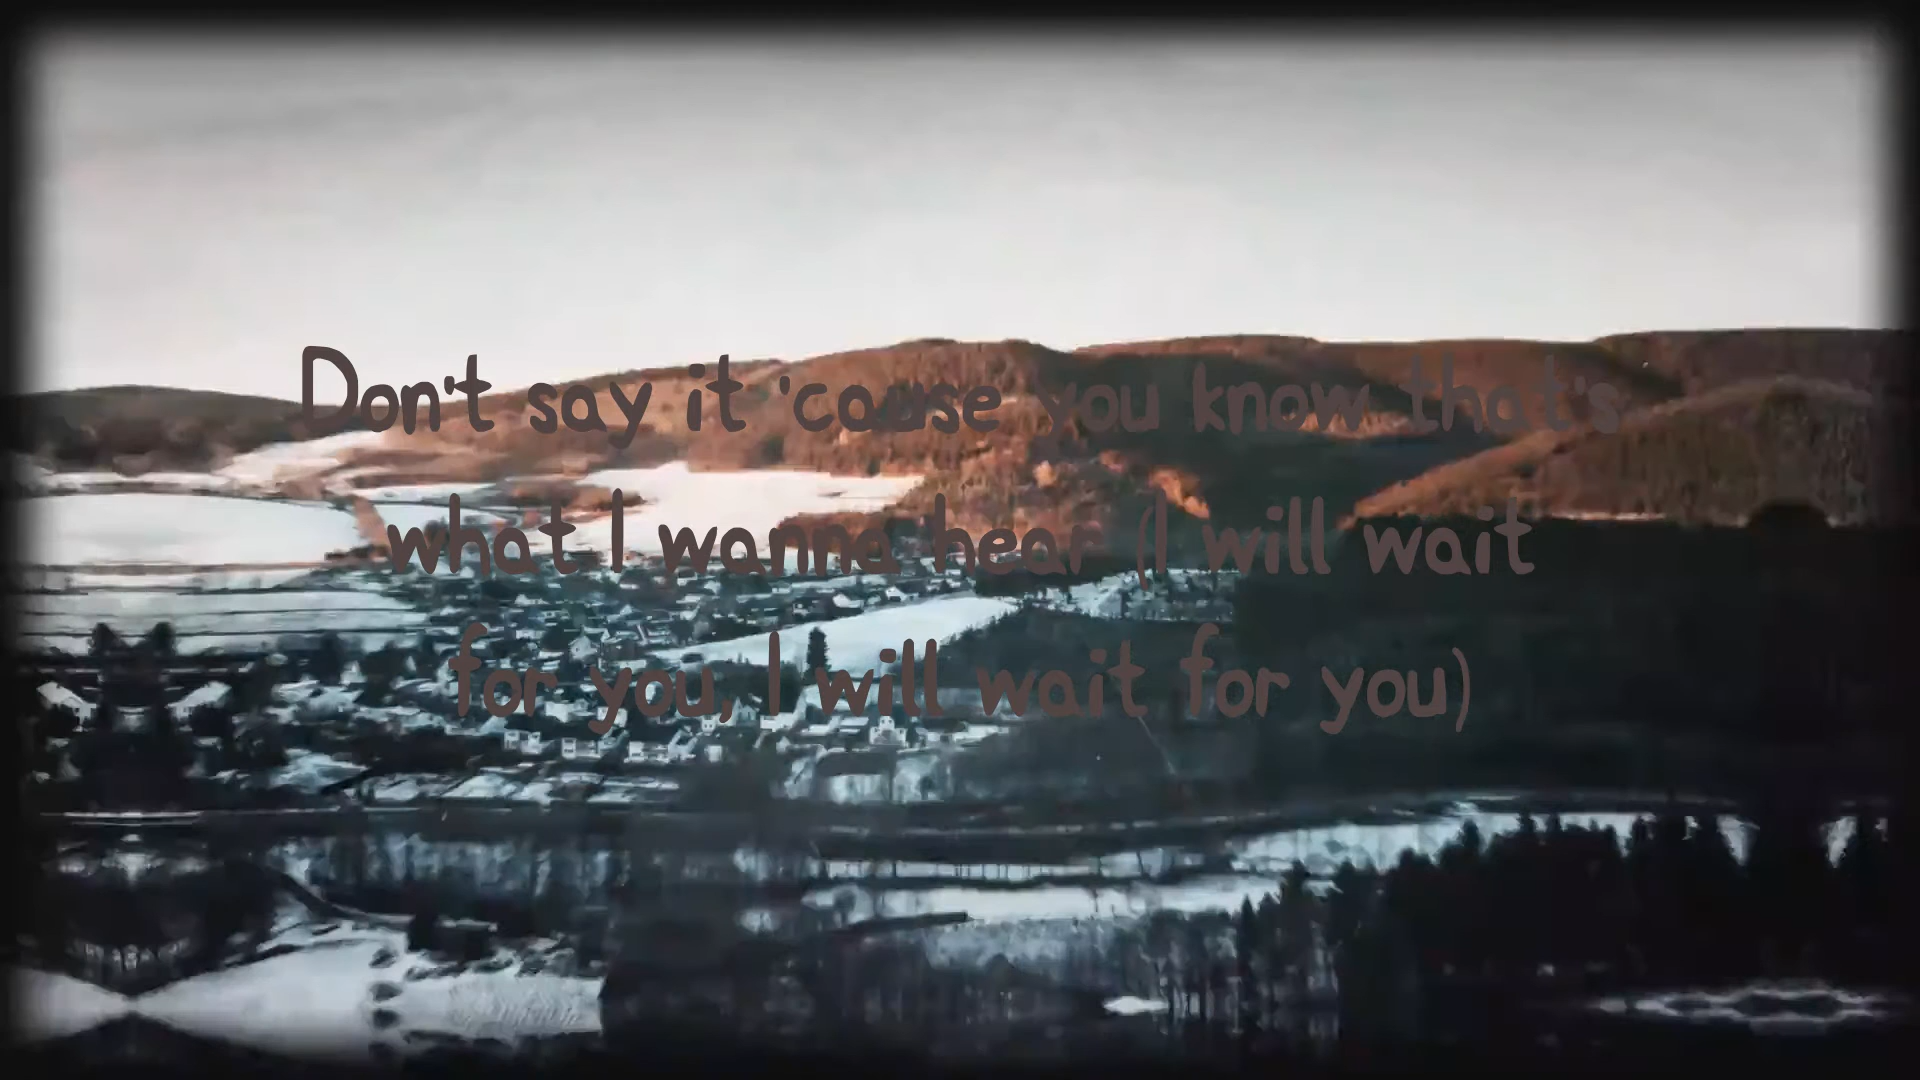 Don't say it 'cause you know that's
what I wanna hear (I will wait
for you, I will wait for you)